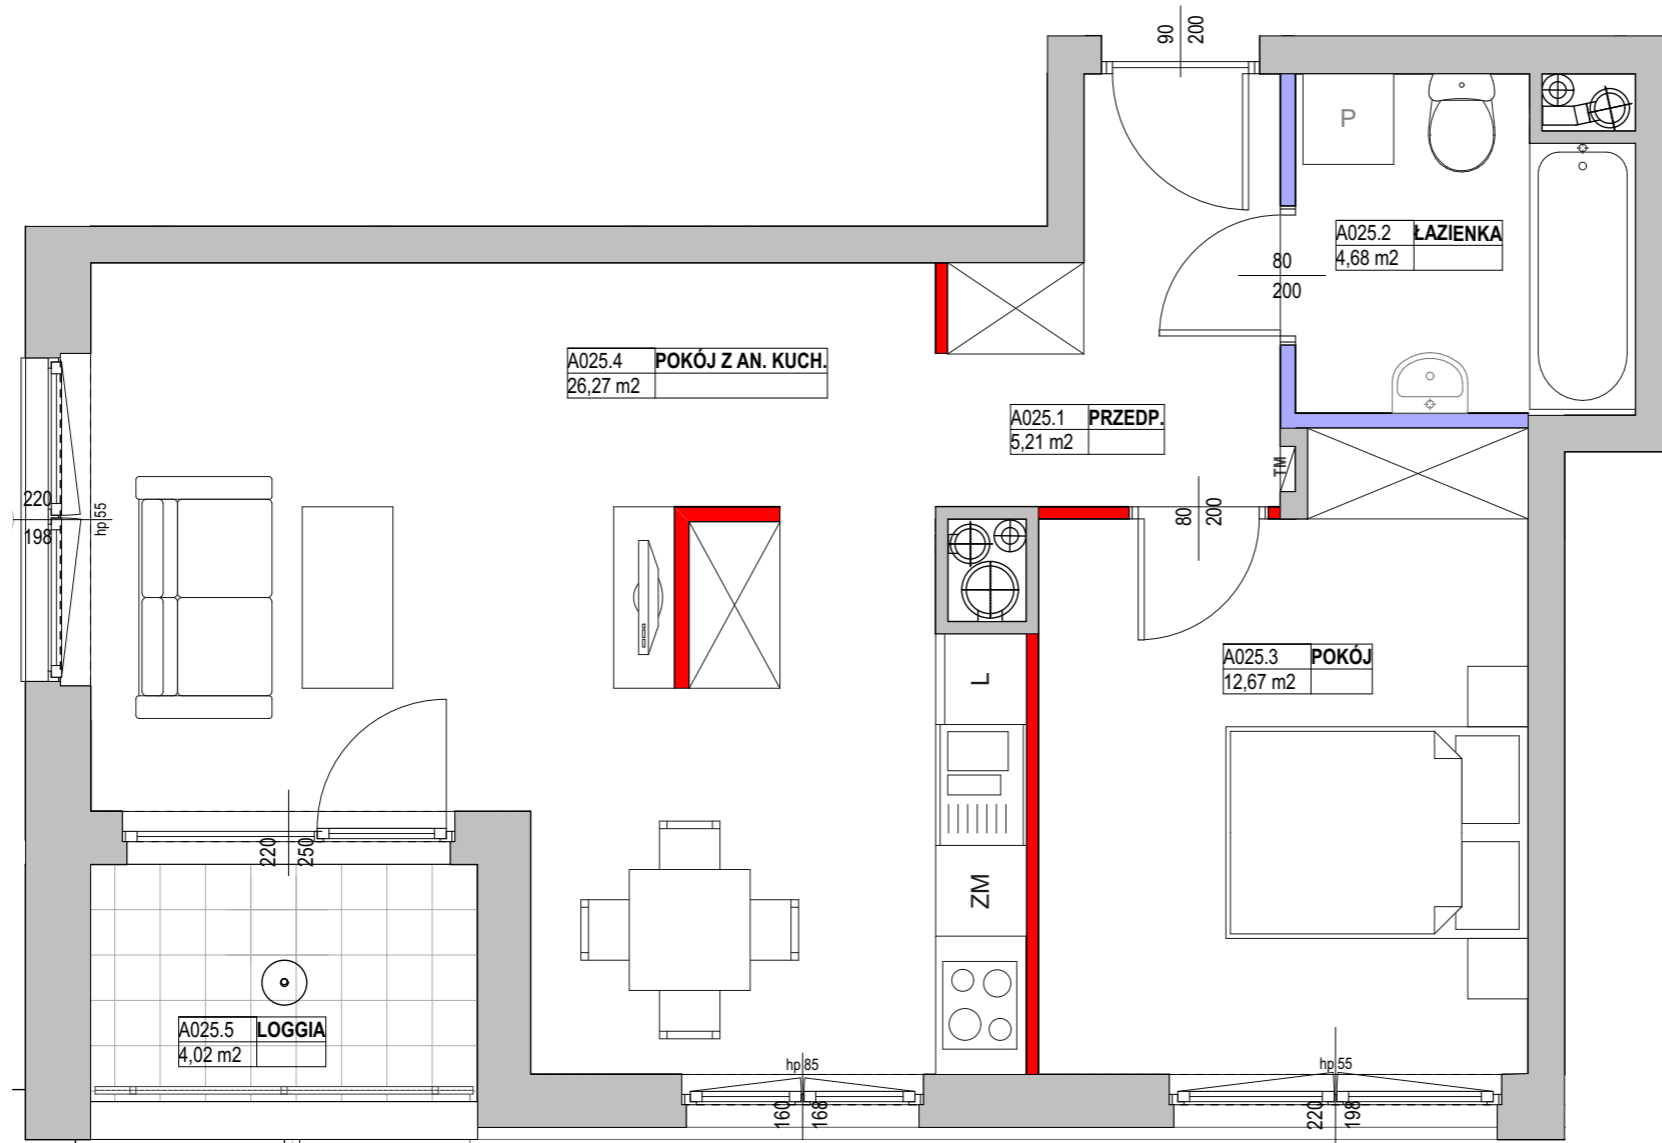 90
200
P
A025.2 ŁAZIENKA
4,68 m2
80
200
A025.4 POKÓJ Z AN. KUCH.
26,27 m2
A025.1 PRZEDP.
5,21 m2
TM
220
198
hp 55
80
200
L
A025.3 POKÓJ
12,67 m2
220
250
ZM
A025.5 LOGGIA
4,02 m2
hp 85
160
168
hp 55
220
198